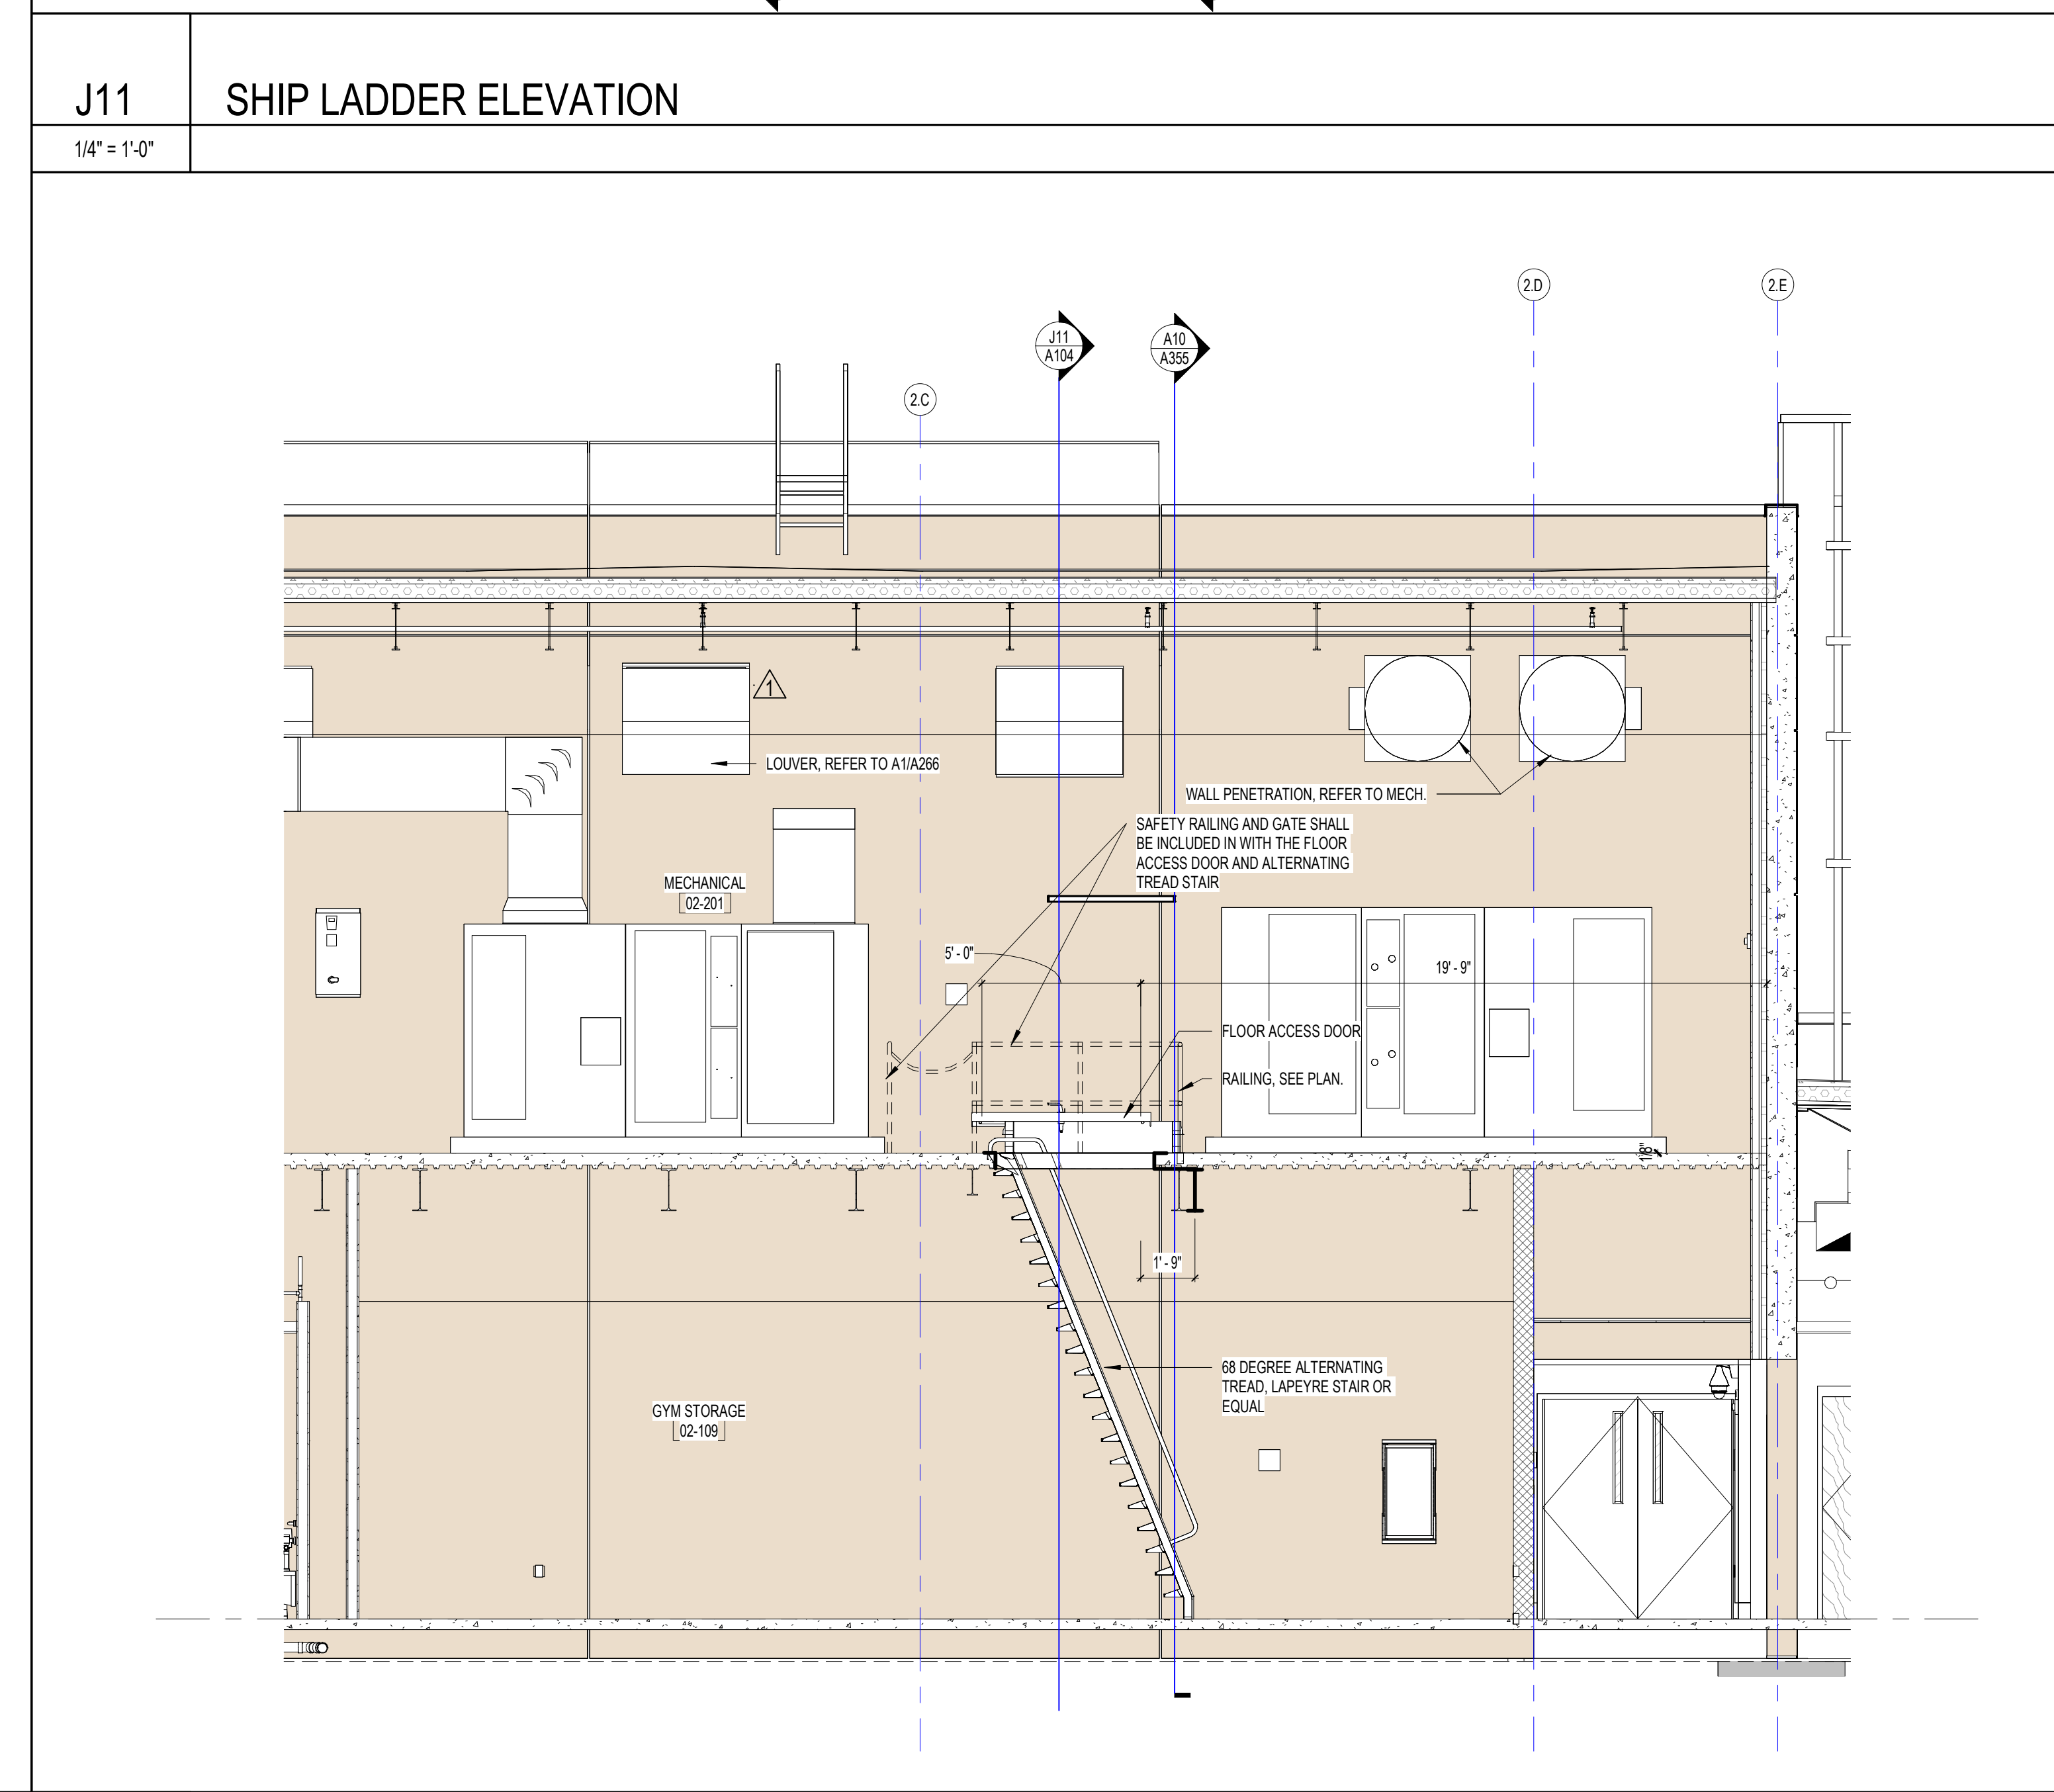 J11
SHIP LADDER ELEVATION
1/4" = 1'-0"
2.D
2.E
J11
A104
A10
A355
2.C
1
LOUVER, REFER TO A1/A266
WALL PENETRATION, REFER TO MECH.
SAFETY RAILING AND GATE SHALL
BE INCLUDED IN WITH THE FLOOR
ACCESS DOOR AND ALTERNATING
TREAD STAIR
MECHANICAL
02-201
5' - 0"
19' - 9"
FLOOR ACCESS DOOR
RAILING, SEE PLAN.
1/8"
1' - 9"
68 DEGREE ALTERNATING
TREAD, LAPEYRE STAIR OR
EQUAL
GYM STORAGE
02-109